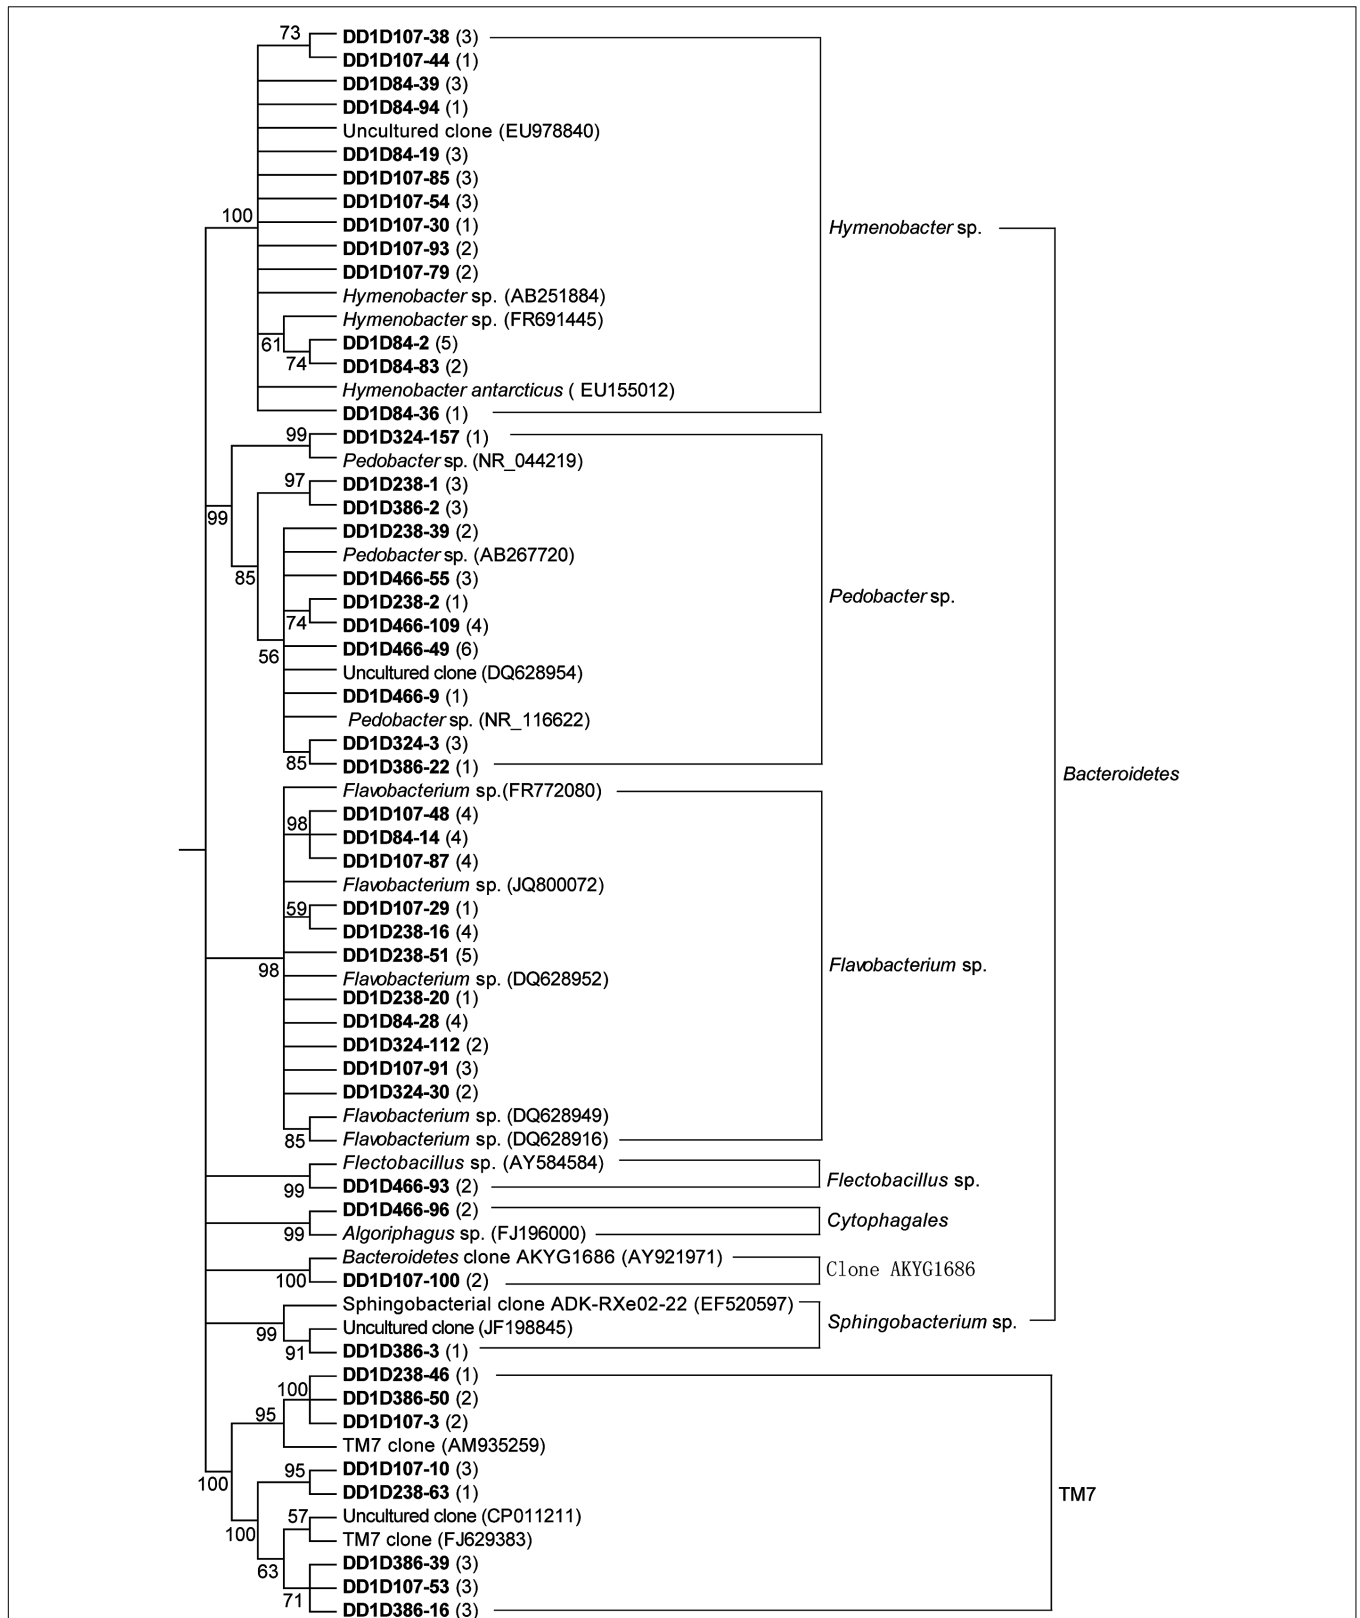 73
DD1D107-38 (3)
DD1D107-44 (1)
DD1D84-39 (3)
DD1D84-94 (1)
Uncultured clone (EU978840)
DD1D84-19 (3)
DD1D107-85 (3)
DD1D107-54 (3)
100
DD1D107-30 (1)
Hymenobacter sp.
DD1D107-93 (2)
DD1D107-79 (2)
Hymenobacter sp. (AB251884)
Hymenobacter sp. (FR691445)
61
DD1D84-2 (5)
74
DD1D84-83 (2)
Hymenobacter antarcticus ( EU155012)
DD1D84-36 (1)
99
DD1D324-157 (1)
Pedobacter sp. (NR_044219)
97
DD1D238-1 (3)
DD1D386-2 (3)
99
DD1D238-39 (2)
Pedobacter sp. (AB267720)
85
DD1D466-55 (3)
DD1D238-2 (1)
Pedobacter sp.
74
DD1D466-109 (4)
56
DD1D466-49 (6)
Uncultured clone (DQ628954)
DD1D466-9 (1)
Pedobacter sp. (NR_116622)
DD1D324-3 (3)
85
DD1D386-22 (1)
Bacteroidetes
Flavobacterium sp.(FR772080)
98
DD1D107-48 (4)
DD1D84-14 (4)
DD1D107-87 (4)
Flavobacterium sp. (JQ800072)
59
DD1D107-29 (1)
DD1D238-16 (4)
DD1D238-51 (5)
Flavobacterium sp.
98
Flavobacterium sp. (DQ628952)
DD1D238-20 (1)
DD1D84-28 (4)
DD1D324-112 (2)
DD1D107-91 (3)
DD1D324-30 (2)
Flavobacterium sp. (DQ628949)
85
Flavobacterium sp. (DQ628916)
Flectobacillus sp. (AY584584)
Flectobacillus sp.
99
DD1D466-93 (2)
DD1D466-96 (2)
Cytophagales
99
Algoriphagus sp. (FJ196000)
Bacteroidetes clone AKYG1686 (AY921971)
Clone AKYG1686
100
DD1D107-100 (2)
Sphingobacterial clone ADK-RXe02-22 (EF520597)
Sphingobacterium sp.
99
Uncultured clone (JF198845)
91
DD1D386-3 (1)
DD1D238-46 (1)
100
DD1D386-50 (2)
95
DD1D107-3 (2)
TM7 clone (AM935259)
95
DD1D107-10 (3)
100
DD1D238-63 (1)
TM7
57
Uncultured clone (CP011211)
100
TM7 clone (FJ629383)
63
DD1D386-39 (3)
DD1D107-53 (3)
71
DD1D386-16 (3)